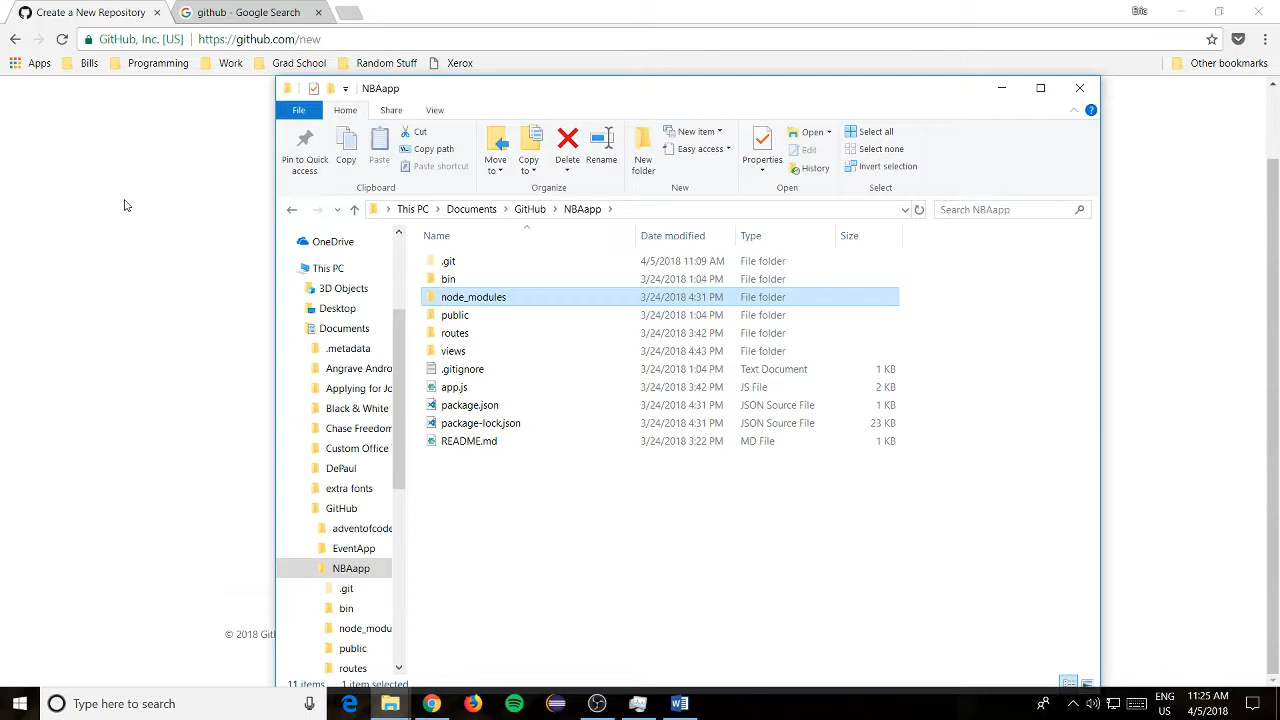 Create a New Repository
github - Google Search
Eric
GitHub, Inc. [US]
https://github.com/new
Apps
Bills
Programming
Work
Grad School
Random Stuff
Xerox
Other bookmarks
NBAapp
File
Home
Share
View
Pin to Quick access
Copy
Paste
Cut
Copy path
Paste shortcut
Clipboard
Move to
Copy to
Delete
Rename
Organize
New folder
New item
Easy access
New
Properties
Open
Edit
History
Open
Select all
Select none
Invert selection
Select
This PC > Documents > GitHub > NBAapp >
Search NBAapp
Name Date modified Type Size
.git 4/5/2018 11:09 AM File folder
bin 3/24/2018 1:04 PM File folder
node_modules 3/24/2018 4:31 PM File folder
public 3/24/2018 1:04 PM File folder
routes 3/24/2018 3:42 PM File folder
views 3/24/2018 4:43 PM File folder
.gitignore 3/24/2018 1:04 PM Text Document 1 KB
app.js 3/24/2018 3:42 PM JS File 2 KB
package.json 3/24/2018 4:31 PM JSON Source File 1 KB
package-lock.json 3/24/2018 4:31 PM JSON Source File 23 KB
README.md 3/24/2018 3:22 PM MD File 1 KB
OneDrive
This PC
3D Objects
Desktop
Documents
.metadata
Angrave Andro
Applying for Jo
Black & White
Chase Freedom
Custom Office
DePaul
extra fonts
GitHub
adventofcode
EventApp
NBAapp
.git
bin
node_modu
public
routes
© 2018 Git
11 items 1 item selected
Type here to search
ENG
US
11:25 AM
4/5/2018